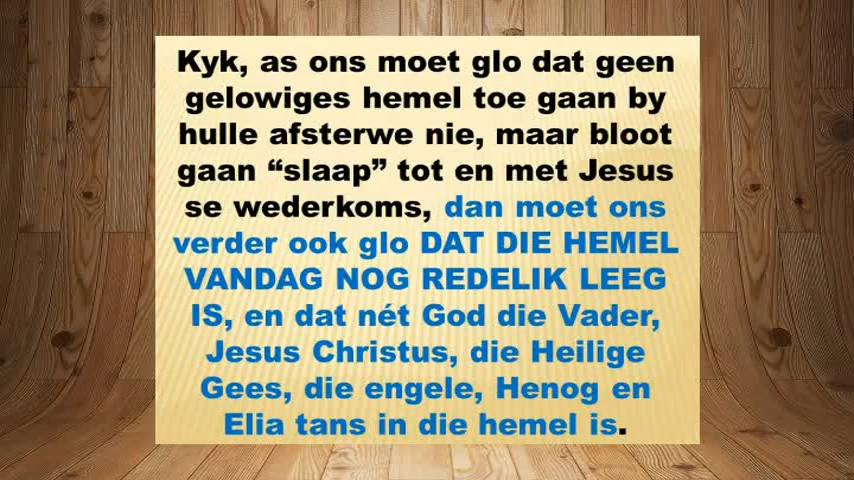 Kyk, as ons moet glo dat geen
gelowiges hemel toe gaan by
hulle afsterwe nie, maar bloot
gaan “slaap” tot en met Jesus
se wederkoms, dan moet ons
verder ook glo DAT DIE HEMEL
VANDAG NOG REDELIK LEEG
IS, en dat nét God die Vader,
Jesus Christus, die Heilige
Gees, die engele, Henog en
Elia tans in die hemel is.